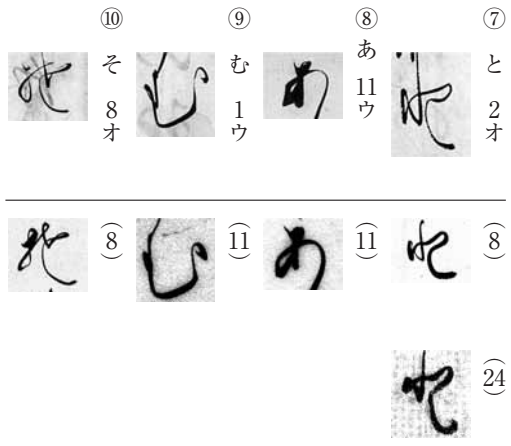 ⑦ と 2オ
⑧ あ 11ウ
⑨ む 1ウ
⑩ そ 8オ
(8)
(24)
(11)
(11)
(8)